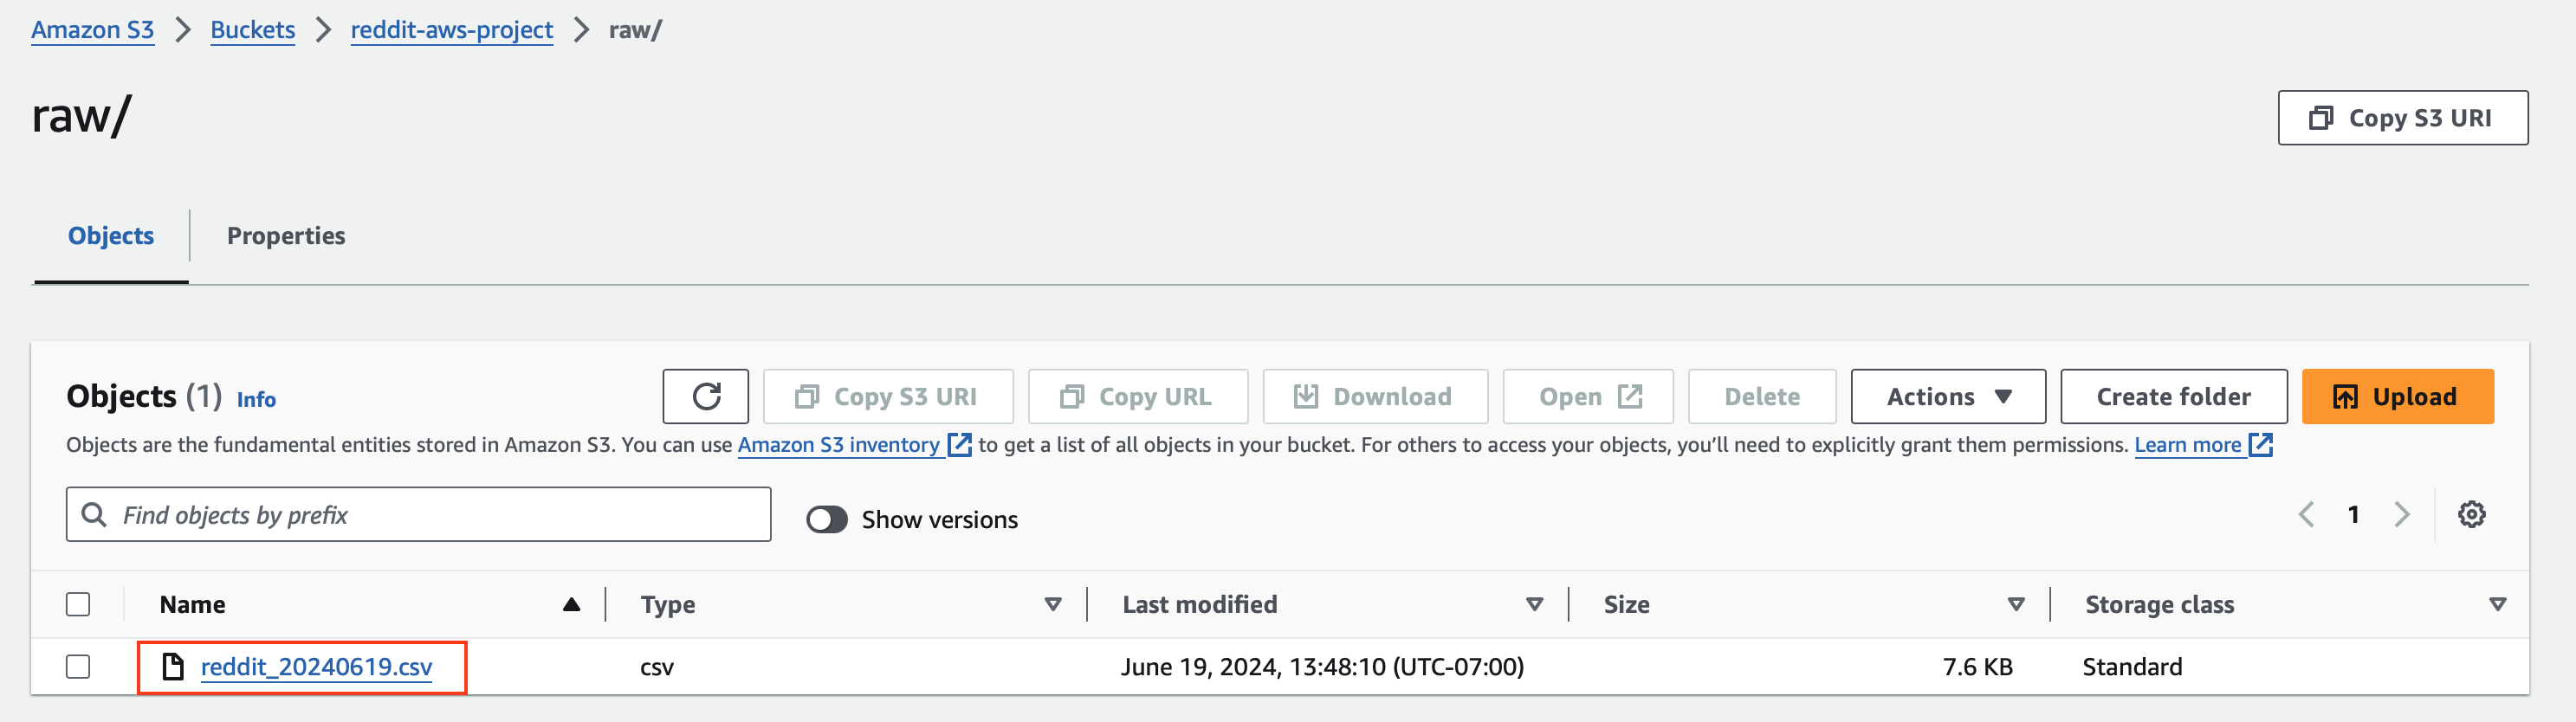 Amazon S3 > Buckets > reddit-aws-project > raw/
raw/
Copy S3 URI
Objects Properties
Objects (1) Info
Copy S3 URI Copy URL Download Open Delete Actions Create folder Upload
Objects are the fundamental entities stored in Amazon S3. You can use Amazon S3 inventory to get a list of all objects in your bucket. For others to access your objects, you’ll need to explicitly grant them permissions. Learn more
Find objects by prefix Show versions 1
Name Type Last modified Size Storage class
reddit_20240619.csv csv June 19, 2024, 13:48:10 (UTC-07:00) 7.6 KB Standard